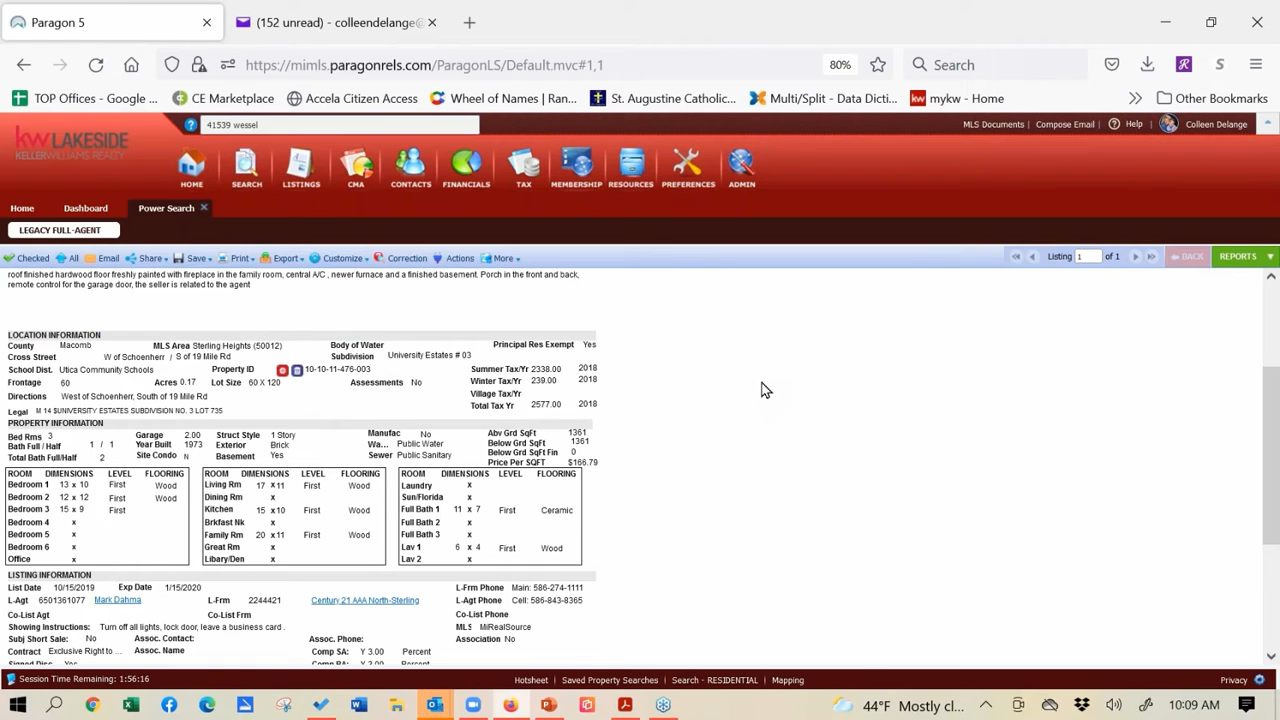 Paragon 5
(152 unread) - colleendelange@
https://mimls.paragonrels.com/ParagonLS/Default.mvc#1,1
80%
Search
TOP Offices - Google ...
CE Marketplace
Accela Citizen Access
Wheel of Names | Ran...
St. Augustine Catholic...
Multi/Split - Data Dicti...
mykw - Home
Other Bookmarks
kw LAKESIDE
KELLERWILLIAMS REALTY
41539 wessel
MLS Documents
Compose Email
Help
Colleen Delange
HOME
SEARCH
LISTINGS
CMA
CONTACTS
FINANCIALS
TAX
MEMBERSHIP
RESOURCES
PREFERENCES
ADMIN
Home
Dashboard
Power Search
LEGACY FULL-AGENT
Checked
All
Email
Share
Save
Print
Export
Customize
Correction
Actions
More
Listing 1 of 1
BACK
REPORTS
roof finished hardwood floor freshly painted with fireplace in the family room, central A/C , newer furnace and a finished basement. Porch in the front and back,
remote control for the garage door, the seller is related to the agent
LOCATION INFORMATION
County Macomb MLS Area Sterling Heights (50012) Body of Water Principal Res Exempt Yes
Cross Street W of Schoenherr / S of 19 Mile Rd Subdivision University Estates # 03
School Dist. Utica Community Schools Property ID 10-10-11-476-003 Summer Tax/Yr 2338.00 2018
Frontage 60 Acres 0.17 Lot Size 60 X 120 Assessments No Winter Tax/Yr 239.00 2018
Directions West of Schoenherr, South of 19 Mile Rd Village Tax/Yr
Legal M 14 $UNIVERSITY ESTATES SUBDIVISION NO. 3 LOT 735 Total Tax Yr 2577.00 2018
PROPERTY INFORMATION
Bed Rms 3 Garage 2.00 Struct Style 1 Story Manufac No Abv Grd SqFt 1361
Bath Full / Half 1 / 1 Year Built 1973 Exterior Brick Wa... Public Water Below Grd SqFt 1361
Total Bath Full/Half 2 Site Condo N Basement Yes Sewer Public Sanitary Below Grd SqFt Fin 0
Price Per SQFT $166.79
ROOM DIMENSIONS LEVEL FLOORING ROOM DIMENSIONS LEVEL FLOORING ROOM DIMENSIONS LEVEL FLOORING
Bedroom 1 13 x 10 First Wood Living Rm 17 x 11 First Wood Laundry x
Bedroom 2 12 x 12 First Wood Dining Rm x Sun/Florida x
Bedroom 3 15 x 9 First Kitchen 15 x 10 First Wood Full Bath 1 11 x 7 First Ceramic
Bedroom 4 x Brkfast Nk x Full Bath 2 x
Bedroom 5 x Family Rm 20 x 11 First Wood Full Bath 3 x
Bedroom 6 x Great Rm x Lav 1 6 x 4 First Wood
Office x Libary/Den x Lav 2 x
LISTING INFORMATION
List Date 10/15/2019 Exp Date 1/15/2020 L-Frm Phone Main: 586-274-1111
L-Agt 6501361077 Mark Dahma L-Frm 2244421 Century 21 AAA North-Sterling L-Agt Phone Cell: 586-843-8365
Co-List Agt Co-List Frm Co-List Phone
Showing Instructions: Turn off all lights, lock door, leave a business card . MLS MiRealSource
Subj Short Sale: No Assoc. Contact: Assoc. Phone: Association No
Contract Exclusive Right to ... Assoc. Name Comp SA: Y 3.00 Percent
Signed Disc. Yes Comp BA: Y 3.00 Percent
Session Time Remaining: 1:56:16
Hotsheet
Saved Property Searches
Search - RESIDENTIAL
Mapping
Privacy
44°F Mostly cl...
10:09 AM